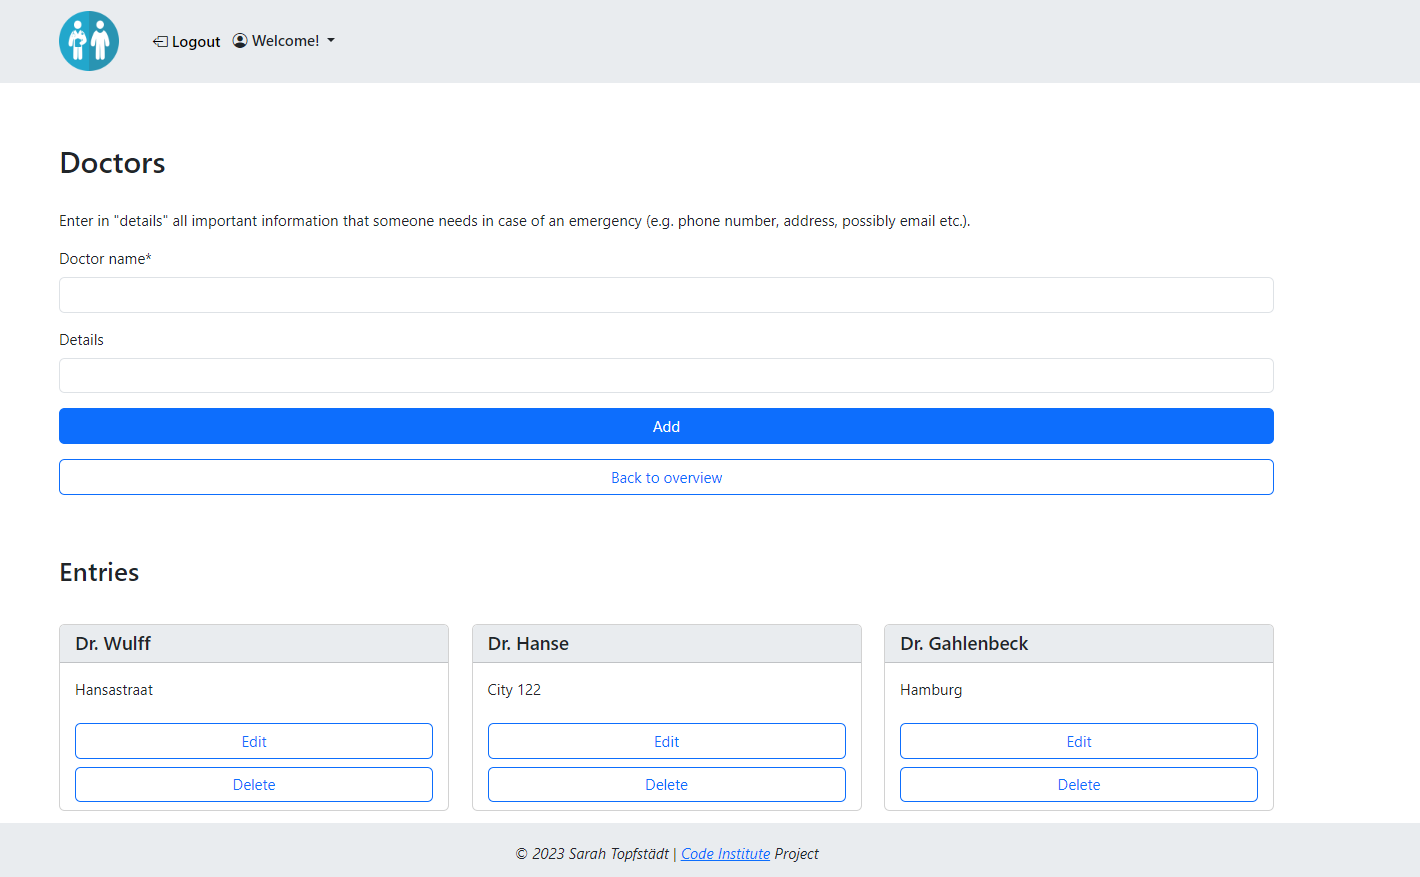 Logout Welcome!
Doctors
Enter in "details" all important information that someone needs in case of an emergency (e.g. phone number, address, possibly email etc.).
Doctor name*
Details
Add
Back to overview
Entries
Dr. Wulff
Hansastraat
Edit
Delete
Dr. Hanse
City 122
Edit
Delete
Dr. Gahlenbeck
Hamburg
Edit
Delete
© 2023 Sarah Topfstädt | Code Institute Project